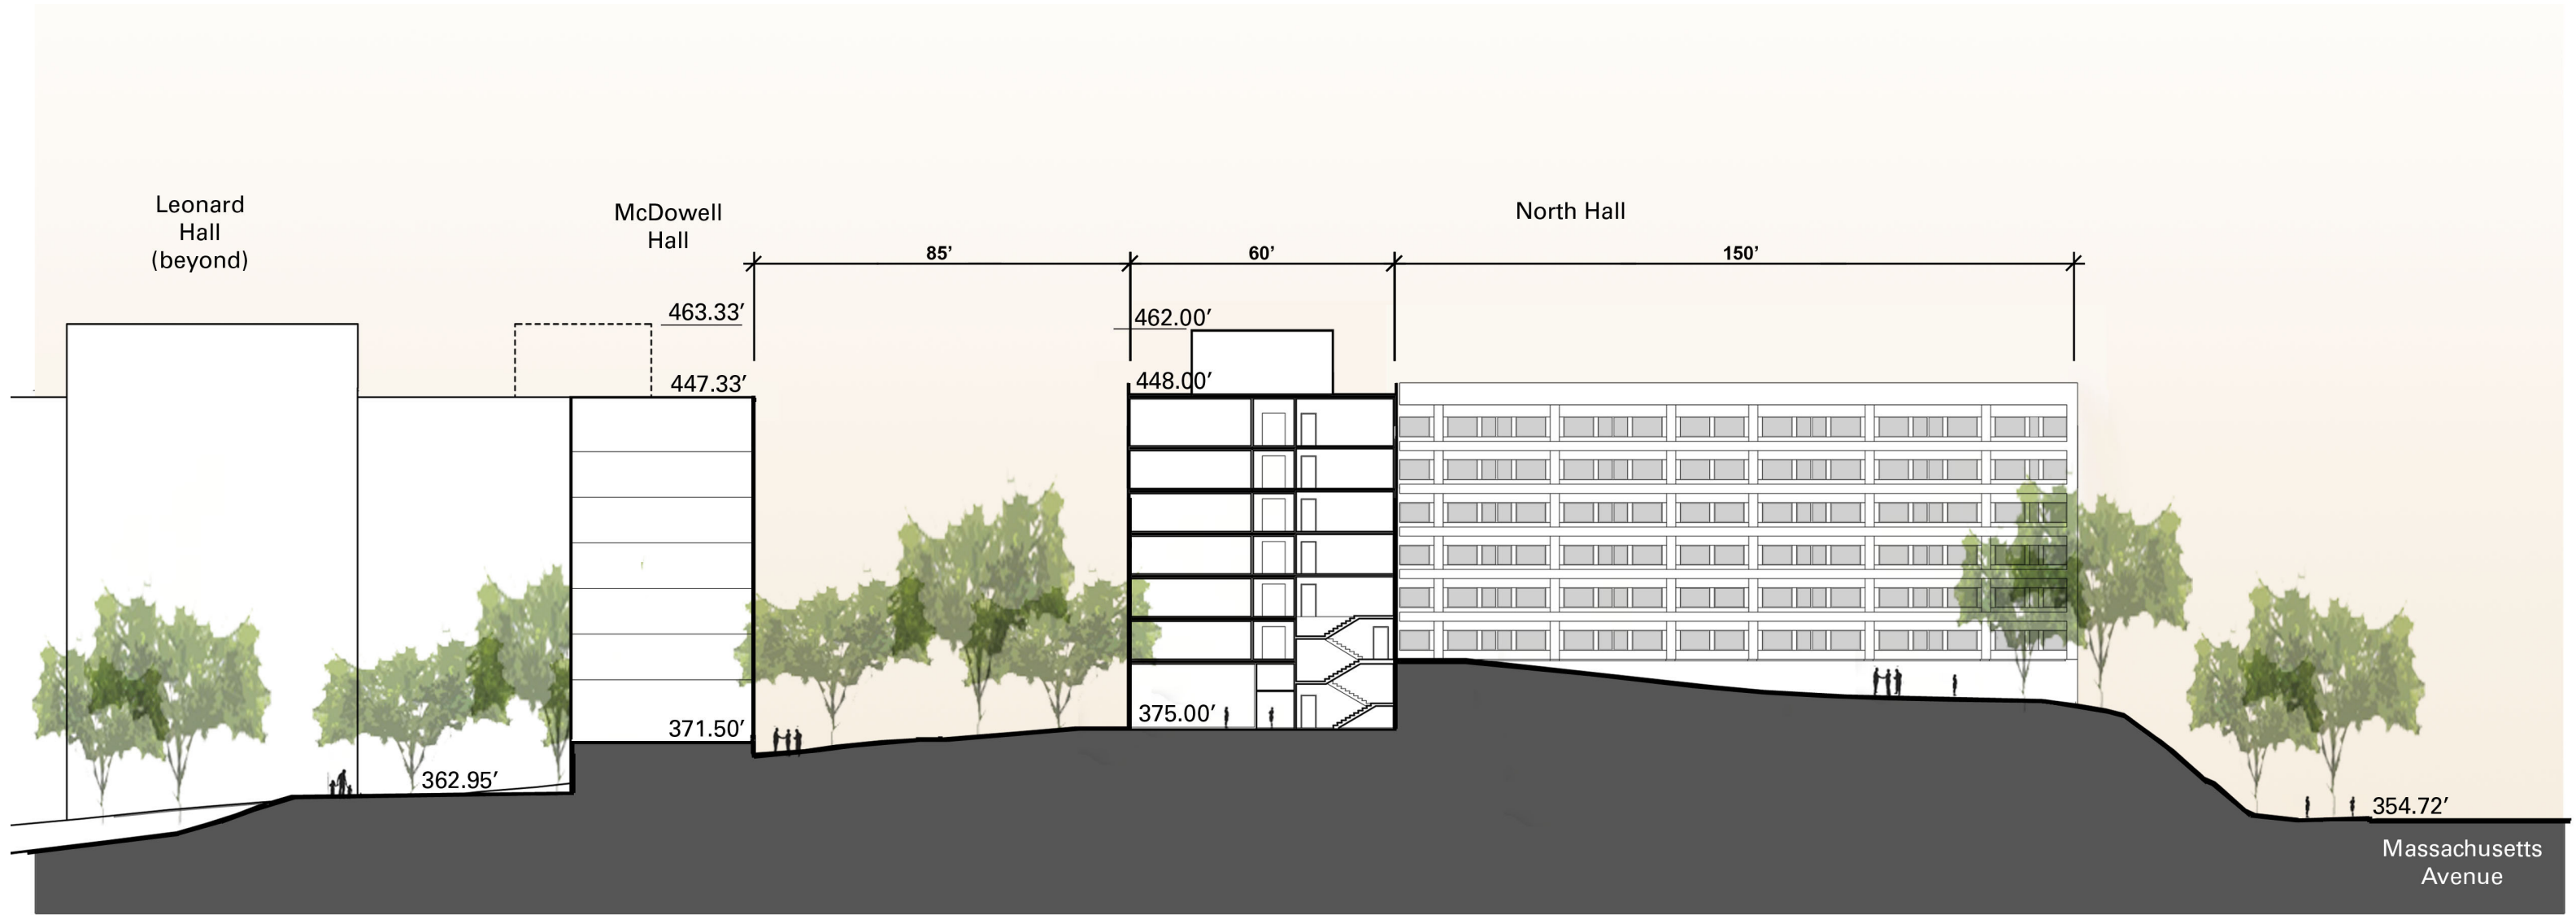 Leonard
Hall
(beyond)
McDowell
Hall
North Hall
85’
60’
150’
463.33’
462.00’
447.33’
448.00’
371.50’
375.00’
362.95’
354.72’
Massachusetts
Avenue